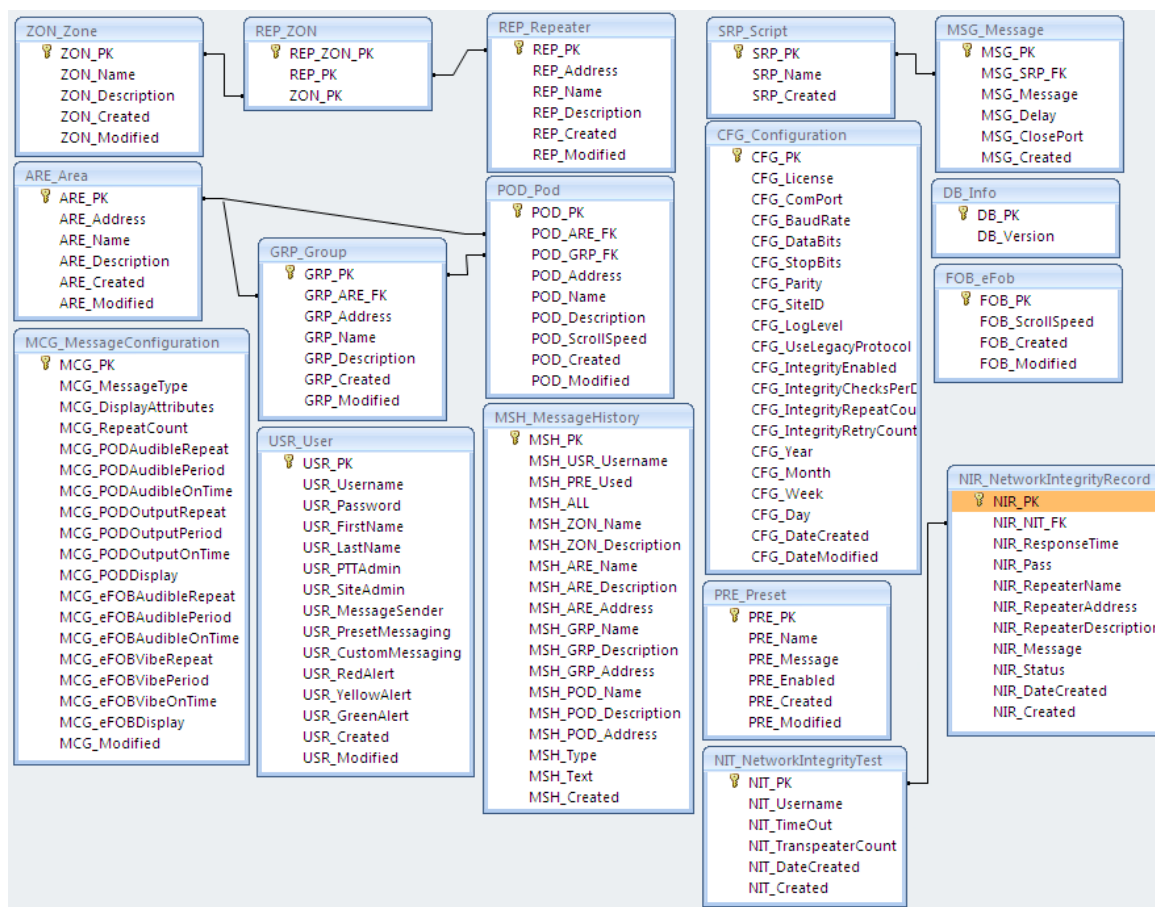 ZON_Zone
ZON_PK
ZON_Name
ZON_Description
ZON_Created
ZON_Modified
REP_ZON
REP_ZON_PK
REP_PK
ZON_PK
REP_Repeater
REP_PK
REP_Address
REP_Name
REP_Description
REP_Created
REP_Modified
SRP_Script
SRP_PK
SRP_Name
SRP_Created
MSG_Message
MSG_PK
MSG_SRP_FK
MSG_Message
MSG_Delay
MSG_ClosePort
MSG_Created
ARE_Area
ARE_PK
ARE_Address
ARE_Name
ARE_Description
ARE_Created
ARE_Modified
GRP_Group
GRP_PK
GRP_ARE_FK
GRP_Address
GRP_Name
GRP_Description
GRP_Created
GRP_Modified
POD_Pod
POD_PK
POD_ARE_FK
POD_GRP_FK
POD_Address
POD_Name
POD_Description
POD_ScrollSpeed
POD_Created
POD_Modified
CFG_Configuration
CFG_PK
CFG_License
CFG_ComPort
CFG_BaudRate
CFG_DataBits
CFG_StopBits
CFG_Parity
CFG_SiteID
CFG_LogLevel
CFG_UseLegacyProtocol
CFG_IntegrityEnabled
CFG_IntegrityChecksPerD
CFG_IntegrityRepeatCou
CFG_IntegrityRetryCount
CFG_Year
CFG_Month
CFG_Week
CFG_Day
CFG_DateCreated
CFG_DateModified
DB_Info
DB_PK
DB_Version
FOB_eFob
FOB_PK
FOB_ScrollSpeed
FOB_Created
FOB_Modified
MCG_MessageConfiguration
MCG_PK
MCG_MessageType
MCG_DisplayAttributes
MCG_RepeatCount
MCG_PODAudibleRepeat
MCG_PODAudiblePeriod
MCG_PODAudibleOnTime
MCG_PODOutputRepeat
MCG_PODOutputPeriod
MCG_PODOutputOnTime
MCG_PODDisplay
MCG_eFOBAudibleRepeat
MCG_eFOBAudiblePeriod
MCG_eFOBAudibleOnTime
MCG_eFOBVibeRepeat
MCG_eFOBVibePeriod
MCG_eFOBVibeOnTime
MCG_eFOBDisplay
MCG_Modified
USR_User
USR_PK
USR_Username
USR_Password
USR_FirstName
USR_LastName
USR_PTTAdmin
USR_SiteAdmin
USR_MessageSender
USR_PresetMessaging
USR_CustomMessaging
USR_RedAlert
USR_YellowAlert
USR_GreenAlert
USR_Created
USR_Modified
MSH_MessageHistory
MSH_PK
MSH_USR_Username
MSH_PRE_Used
MSH_ALL
MSH_ZON_Name
MSH_ZON_Description
MSH_ARE_Name
MSH_ARE_Description
MSH_ARE_Address
MSH_GRP_Name
MSH_GRP_Description
MSH_GRP_Address
MSH_POD_Name
MSH_POD_Description
MSH_POD_Address
MSH_Type
MSH_Text
MSH_Created
PRE_Preset
PRE_PK
PRE_Name
PRE_Message
PRE_Enabled
PRE_Created
PRE_Modified
NIR_NetworkIntegrityRecord
NIR_PK
NIR_NIT_FK
NIR_ResponseTime
NIR_Pass
NIR_RepeaterName
NIR_RepeaterAddress
NIR_RepeaterDescription
NIR_Message
NIR_Status
NIR_DateCreated
NIR_Created
NIT_NetworkIntegrityTest
NIT_PK
NIT_Username
NIT_TimeOut
NIT_TranspeaterCount
NIT_DateCreated
NIT_Created